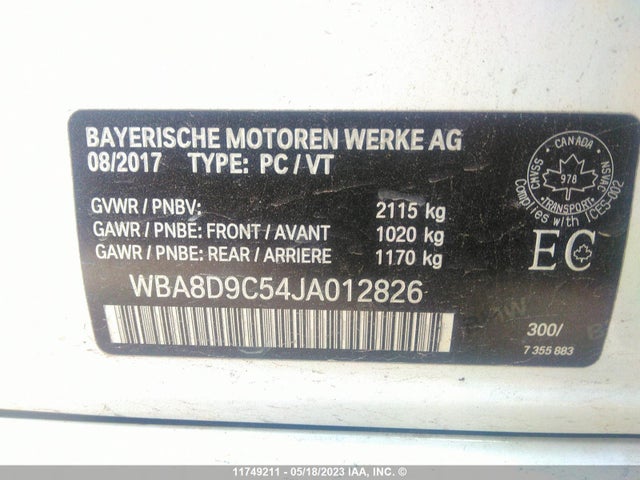 BAYERISCHE MOTOREN WERKE AG
08/2017 TYPE: PC / VT
GVWR / PNBV: 2115 kg
GAWR / PNBE: FRONT / AVANT 1020 kg
GAWR / PNBE: REAR / ARRIERE 1170 kg
WBA8D9C54JA012826
CANADA
CMVSS
NSVAC
978
TRANSPORT
Complies with ICES-002
EC
300/
7 355 883
11749211 - 05/18/2023 IAA, INC. ©